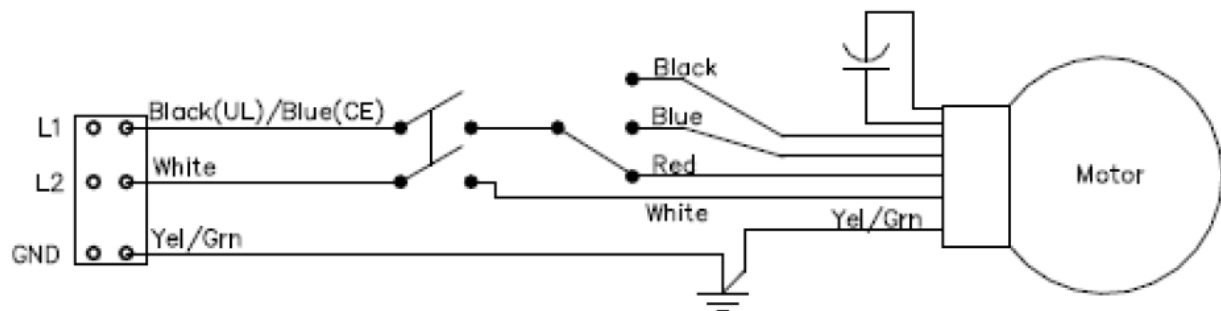 Black
L1
Black(UL)/Blue(CE)
Blue
L2
White
Red
Motor
White
Yel/Grn
GND
Yel/Grn